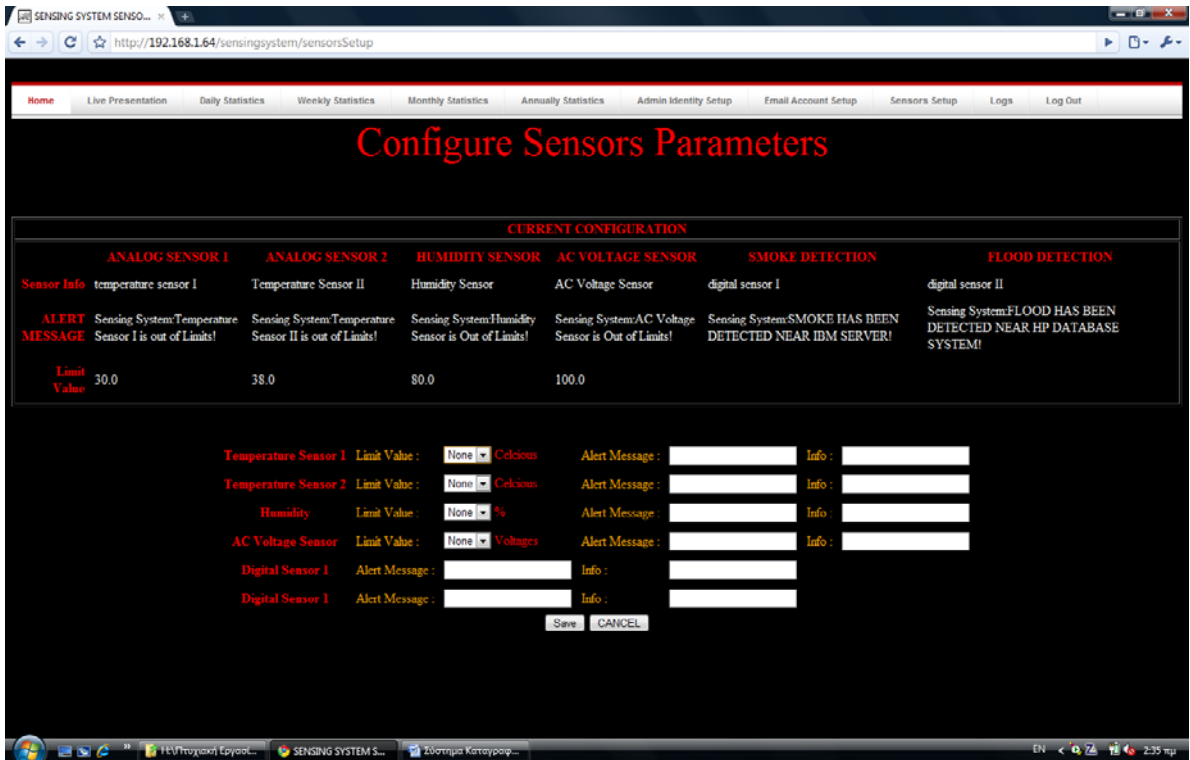 SENSING SYSTEM SENSO...
http://192.168.1.64/sensingsystem/sensorsSetup
Home Live Presentation Daily Statistics Weekly Statistics Monthly Statistics Annually Statistics Admin Identity Setup Email Account Setup Sensors Setup Logs Log Out
Configure Sensors Parameters
CURRENT CONFIGURATION
ANALOG SENSOR 1 ANALOG SENSOR 2 HUMIDITY SENSOR AC VOLTAGE SENSOR SMOKE DETECTION FLOOD DETECTION
Sensor Info temperature sensor I Temperature Sensor II Humidity Sensor AC Voltage Sensor digital sensor I digital sensor II
ALERT MESSAGE Sensing System:Temperature Sensor I is out of Limits! Sensing System:Temperature Sensor II is out of Limits! Sensing System:Humidity Sensor is Out of Limits! Sensing System:AC Voltage Sensor is Out of Limits! Sensing System:SMOKE HAS BEEN DETECTED NEAR IBM SERVER! Sensing System:FLOOD HAS BEEN DETECTED NEAR HP DATABASE SYSTEM!
Limit Value 30.0 38.0 80.0 100.0
Temperature Sensor 1 Limit Value : None Celcious Alert Message : Info :
Temperature Sensor 2 Limit Value : None Celcious Alert Message : Info :
Humidity Limit Value : None % Alert Message : Info :
AC Voltage Sensor Limit Value : None Voltages Alert Message : Info :
Digital Sensor 1 Alert Message : Info :
Digital Sensor 1 Alert Message : Info :
Save CANCEL
H:\Πτυχιακή Εργασί... SENSING SYSTEM S... Σύστημα Καταγραφ... EN 2:35 πμ